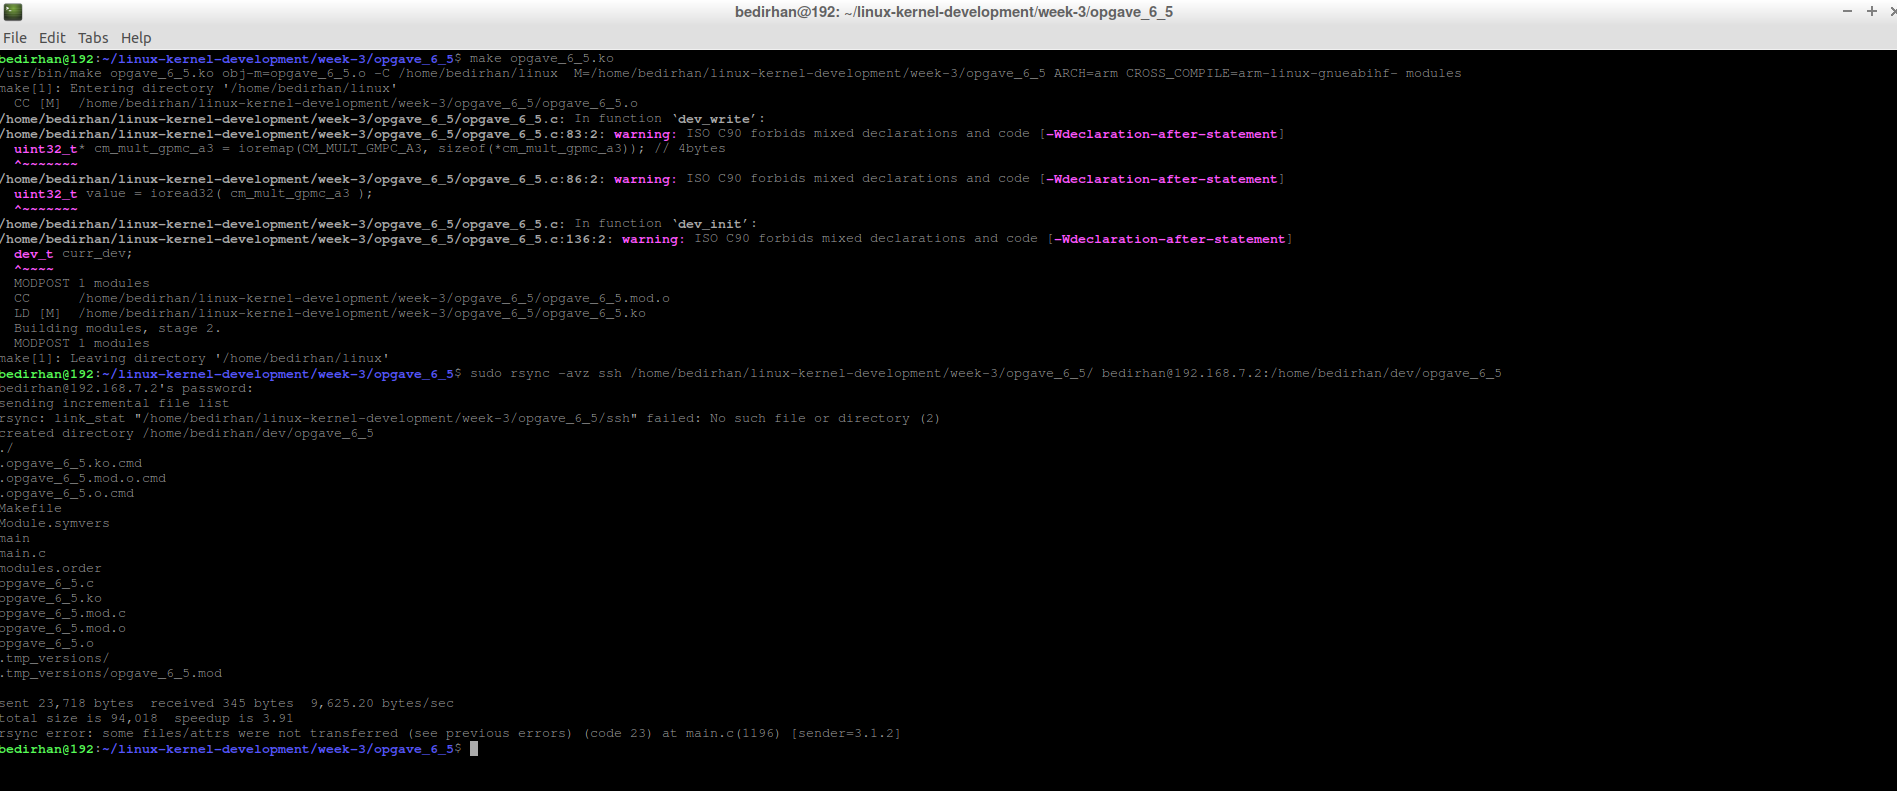 bedirhan@192: ~/linux-kernel-development/week-3/opgave_6_5
File Edit Tabs Help
bedirhan@192:~/linux-kernel-development/week-3/opgave_6_5$ make opgave_6_5.ko
/usr/bin/make opgave_6_5.ko obj-m=opgave_6_5.o -C /home/bedirhan/linux  M=/home/bedirhan/linux-kernel-development/week-3/opgave_6_5 ARCH=arm CROSS_COMPILE=arm-linux-gnueabihf- modules
make[1]: Entering directory '/home/bedirhan/linux'
  CC [M]  /home/bedirhan/linux-kernel-development/week-3/opgave_6_5/opgave_6_5.o
/home/bedirhan/linux-kernel-development/week-3/opgave_6_5/opgave_6_5.c: In function ‘dev_write’:
/home/bedirhan/linux-kernel-development/week-3/opgave_6_5/opgave_6_5.c:83:2: warning: ISO C90 forbids mixed declarations and code [-Wdeclaration-after-statement]
  uint32_t* cm_mult_gpmc_a3 = ioremap(CM_MULT_GMPC_A3, sizeof(*cm_mult_gpmc_a3)); // 4bytes
  ^~~~~~~~
/home/bedirhan/linux-kernel-development/week-3/opgave_6_5/opgave_6_5.c:86:2: warning: ISO C90 forbids mixed declarations and code [-Wdeclaration-after-statement]
  uint32_t value = ioread32( cm_mult_gpmc_a3 );
  ^~~~~~~~
/home/bedirhan/linux-kernel-development/week-3/opgave_6_5/opgave_6_5.c: In function ‘dev_init’:
/home/bedirhan/linux-kernel-development/week-3/opgave_6_5/opgave_6_5.c:136:2: warning: ISO C90 forbids mixed declarations and code [-Wdeclaration-after-statement]
  dev_t curr_dev;
  ^~~~~
  MODPOST 1 modules
  CC      /home/bedirhan/linux-kernel-development/week-3/opgave_6_5/opgave_6_5.mod.o
  LD [M]  /home/bedirhan/linux-kernel-development/week-3/opgave_6_5/opgave_6_5.ko
  Building modules, stage 2.
  MODPOST 1 modules
make[1]: Leaving directory '/home/bedirhan/linux'
bedirhan@192:~/linux-kernel-development/week-3/opgave_6_5$ sudo rsync -avz ssh /home/bedirhan/linux-kernel-development/week-3/opgave_6_5/ bedirhan@192.168.7.2:/home/bedirhan/dev/opgave_6_5
bedirhan@192.168.7.2's password:
sending incremental file list
rsync: link_stat "/home/bedirhan/linux-kernel-development/week-3/opgave_6_5/ssh" failed: No such file or directory (2)
created directory /home/bedirhan/dev/opgave_6_5
./
.opgave_6_5.ko.cmd
.opgave_6_5.mod.o.cmd
.opgave_6_5.o.cmd
Makefile
Module.symvers
main
main.c
modules.order
opgave_6_5.c
opgave_6_5.ko
opgave_6_5.mod.c
opgave_6_5.mod.o
opgave_6_5.o
.tmp_versions/
.tmp_versions/opgave_6_5.mod
sent 23,718 bytes  received 345 bytes  9,625.20 bytes/sec
total size is 94,018  speedup is 3.91
rsync error: some files/attrs were not transferred (see previous errors) (code 23) at main.c(1196) [sender=3.1.2]
bedirhan@192:~/linux-kernel-development/week-3/opgave_6_5$